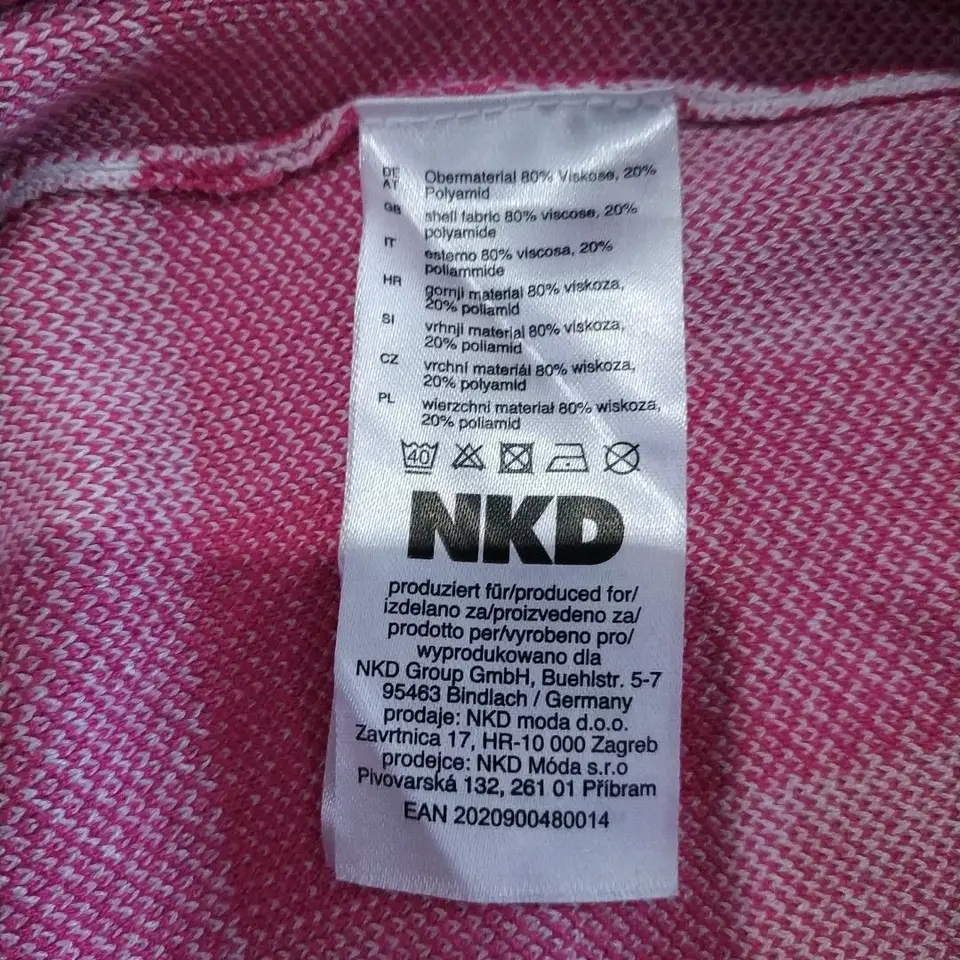 DE AT Obermaterial 80% Viskose, 20%
Polyamid
GB shell fabric 80% viscose, 20%
polyamide
IT esterno 80% viscosa, 20%
poliammide
HR gornji material 80% viskoza,
20% poliamid
SI vrhnji material 80% viskoza,
20% poliamid
CZ vrchní materiál 80% wiskoza,
20% polyamid
PL wierzchni materiał 80% wiskoza,
20% poliamid
40
NKD
produziert für/produced for/
izdelano za/proizvedeno za/
prodotto per/vyrobeno pro/
wyprodukowano dla
NKD Group GmbH, Buehlstr. 5-7
95463 Bindlach / Germany
prodaje: NKD moda d.o.o.
Zavrtnica 17, HR-10 000 Zagreb
prodejce: NKD Móda s.r.o
Pivovarská 132, 261 01 Příbram
EAN 2020900480014